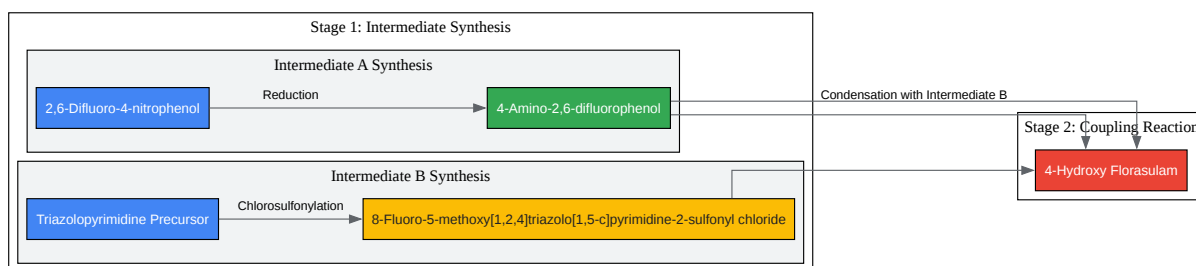 Stage 1: Intermediate Synthesis
Intermediate A Synthesis
2,6-Difluoro-4-nitrophenol
Reduction
4-Amino-2,6-difluorophenol
Condensation with Intermediate B
Stage 2: Coupling Reaction
4-Hydroxy Florasulam
Intermediate B Synthesis
Triazolopyrimidine Precursor
Chlorosulfonylation
8-Fluoro-5-methoxy[1,2,4]triazolo[1,5-c]pyrimidine-2-sulfonyl chloride